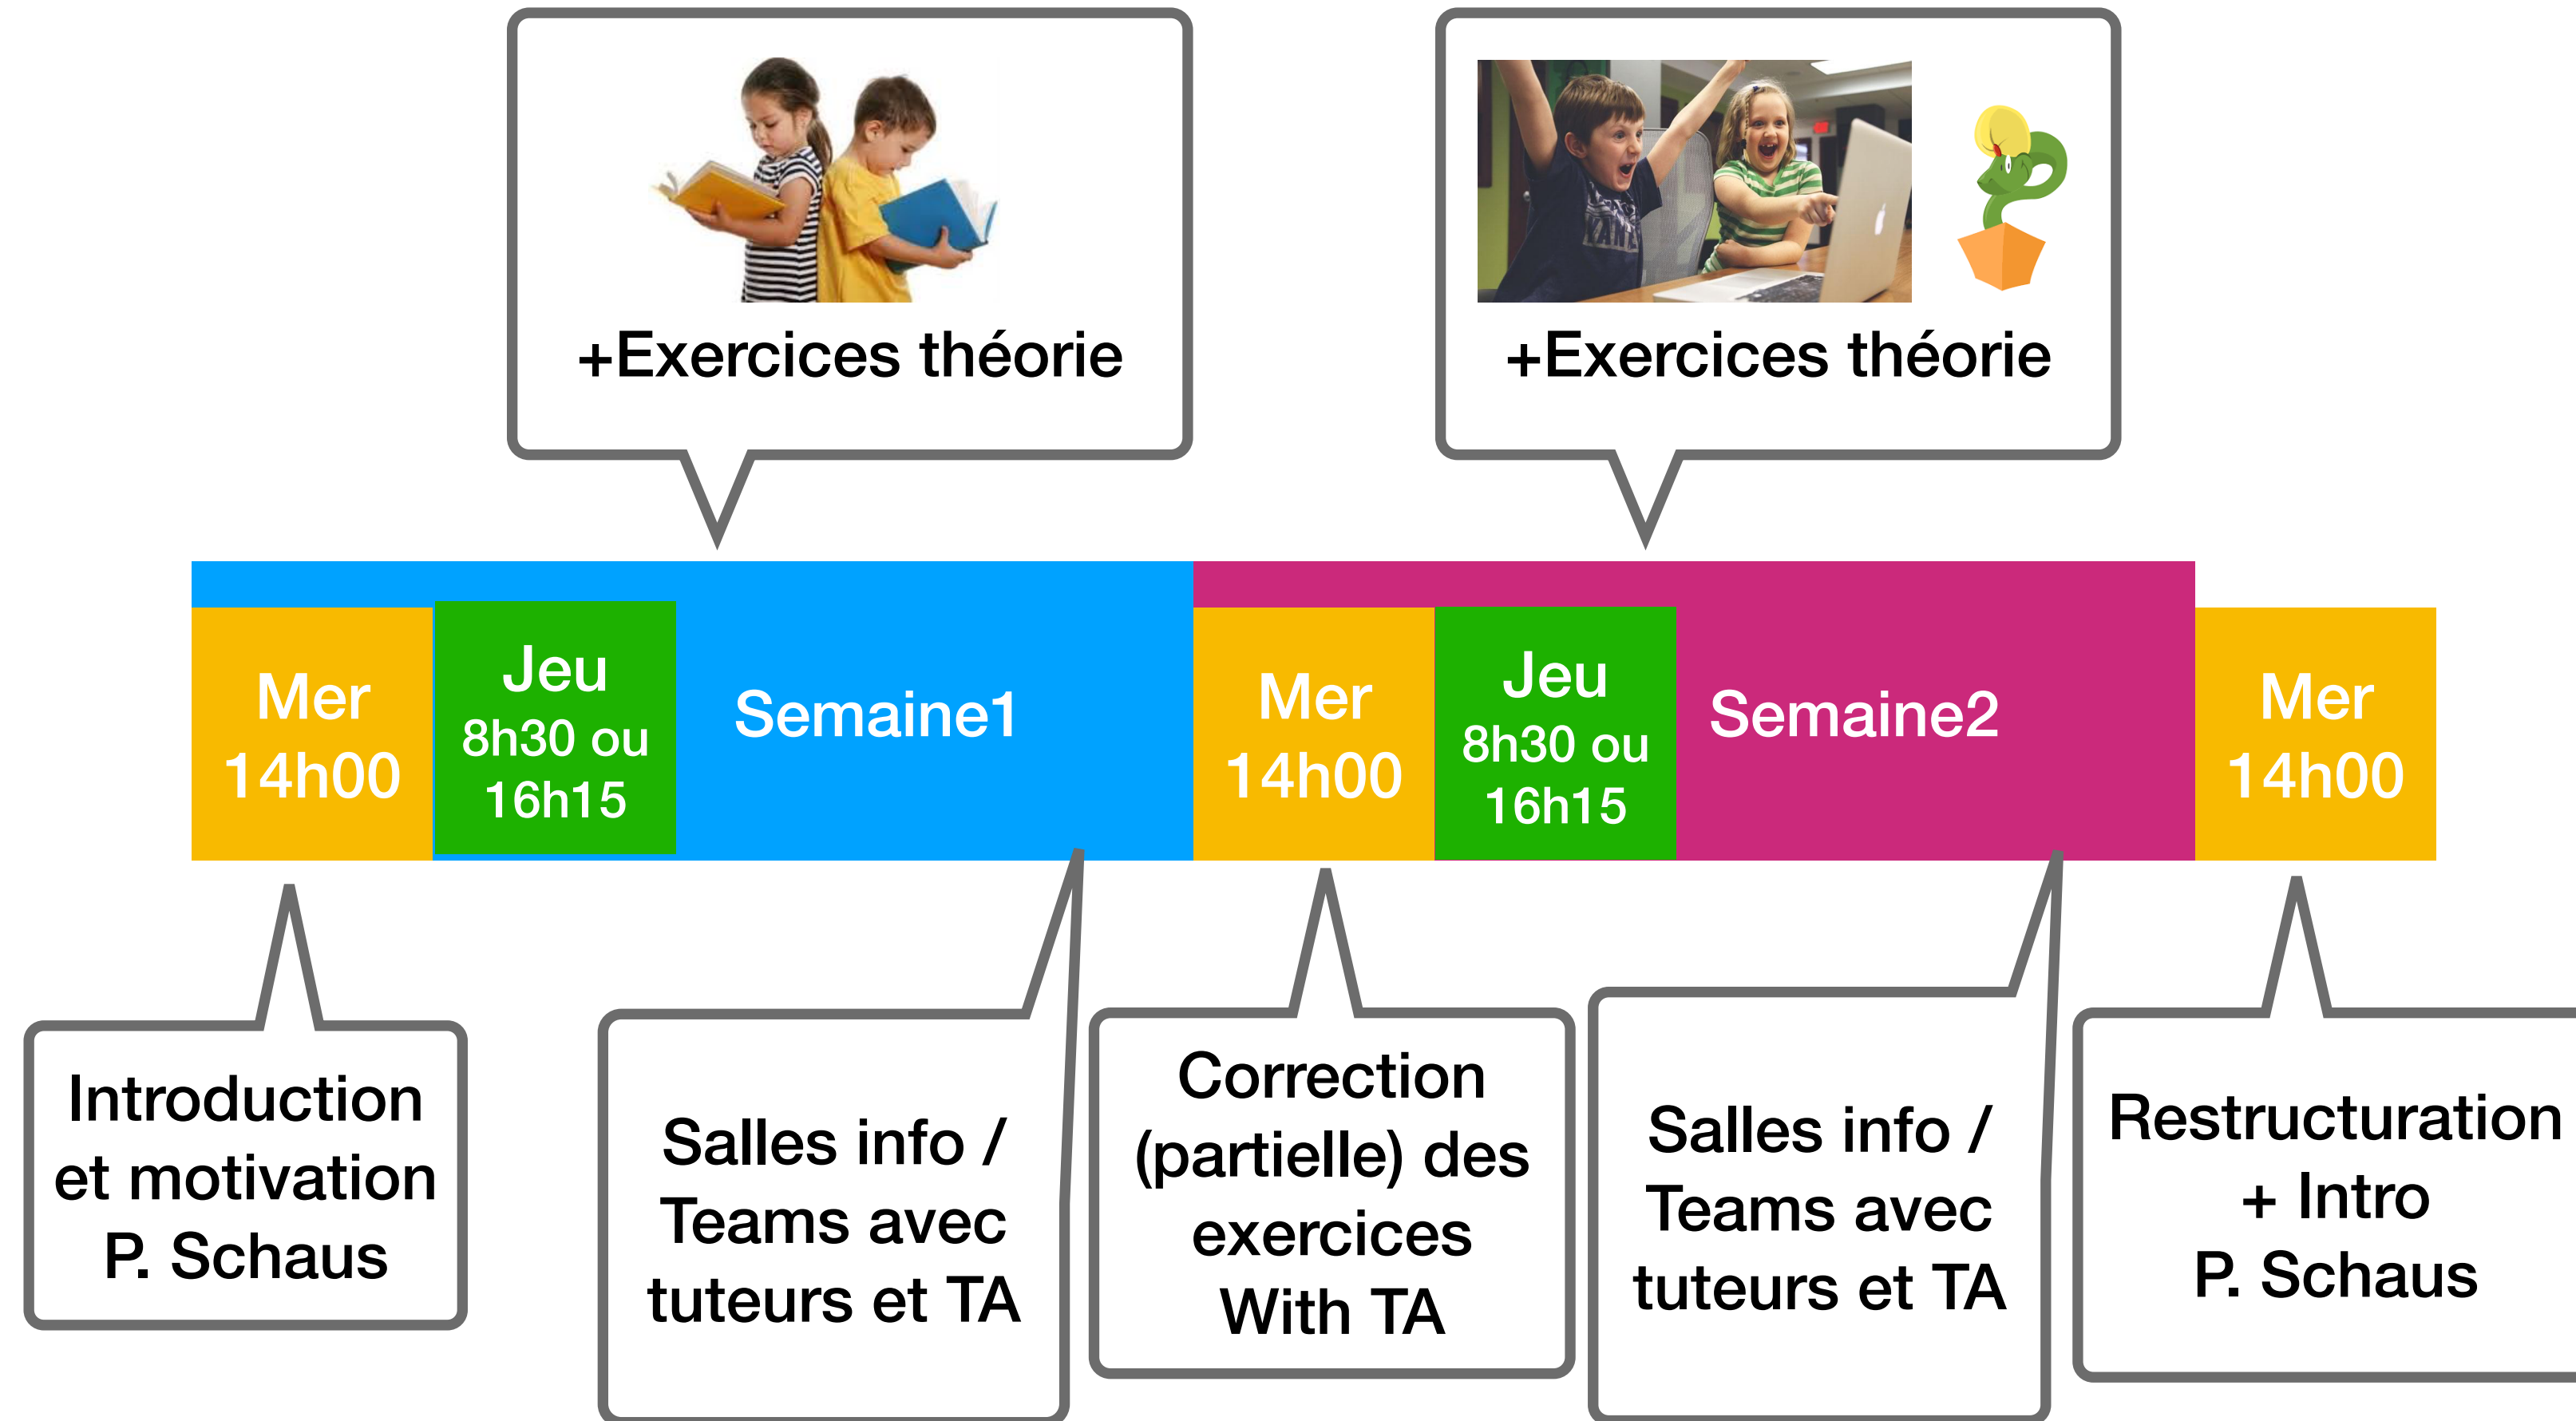 +Exercices théorie
+Exercices théorie
Mer
14h00
Jeu
8h30 ou
16h15
Semaine1
Mer
14h00
Jeu
8h30 ou
16h15
Semaine2
Mer
14h00
Introduction
et motivation
P. Schaus
Salles info /
Teams avec
tuteurs et TA
Correction
(partielle) des
exercices
With TA
Salles info /
Teams avec
tuteurs et TA
Restructuration
+ Intro
P. Schaus